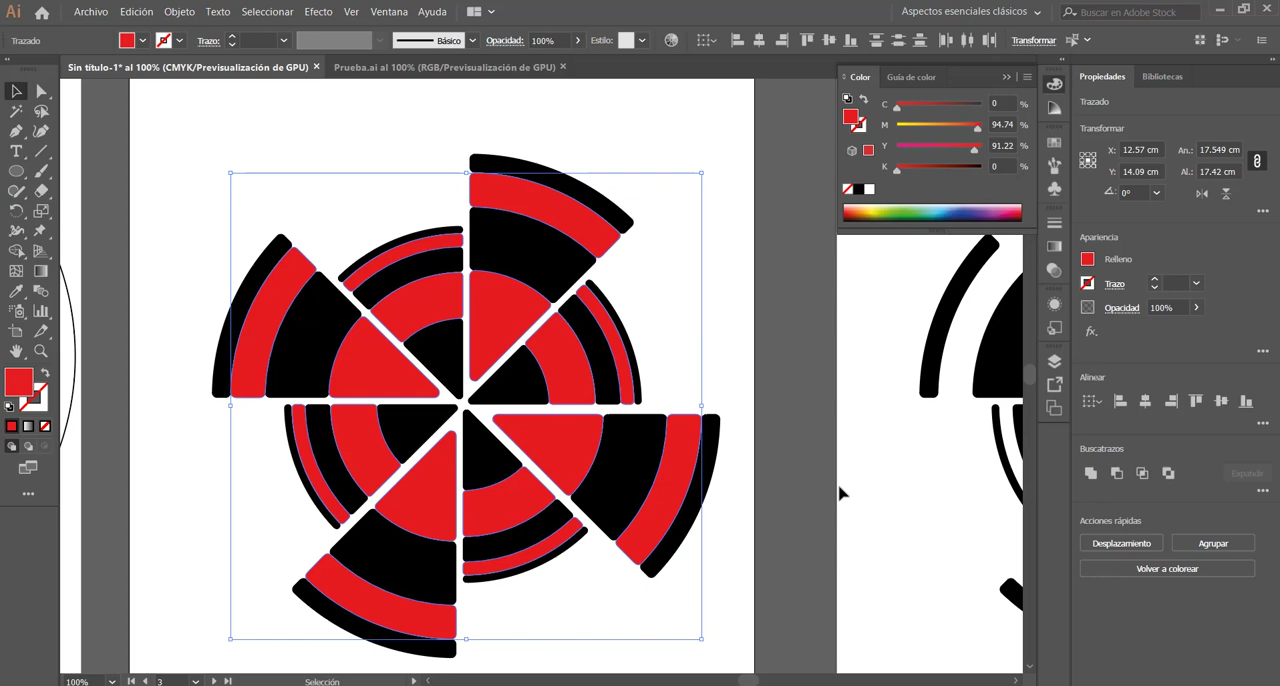 Ai Archivo Edición Objeto Texto Seleccionar Efecto Ver Ventana Ayuda Aspectos esenciales clásicos Buscar en Adobe Stock
Trazado Trazo: Básico Opacidad: 100% Estilo: Transformar
Sin título-1* al 100% (CMYK/Previsualización de GPU) × Prueba.ai al 100% (RGB/Previsualización de GPU) ×
Color Guía de color
C 0 %
M 94.74 %
Y 91.22 %
K 0 %
Propiedades Bibliotecas
Trazado
Transformar
X: 12.57 cm An.: 17.549 cm
Y: 14.09 cm Al.: 17.42 cm
0°
Apariencia
Relleno
Trazo
Opacidad 100%
fx.
Alinear
Buscatrazos
Expandir
Acciones rápidas
Desplazamiento Agrupar
Volver a colorear
100% 3 Selección